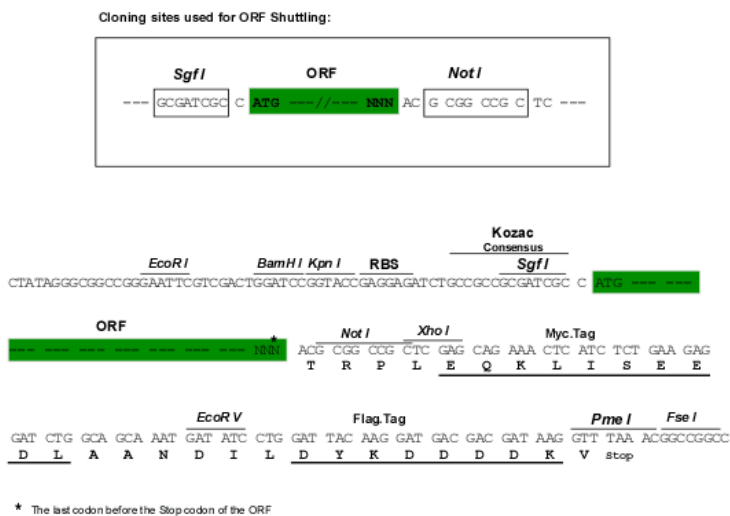 Cloning sites used for ORF Shuttling:
Sgf I ORF Not I
--- GCGATCGC C ATG ---//--- NNN AC G CGG CCG C TC ---
Kozac
Consensus
EcoR I BamH I Kpn I RBS Sgf I
CTATAGGGCGGCCGGGAATTCGTCGACTGGATCCGGTACCGAGGAGATCTGCCGCCGCGATCGC C ATG --- --- ---
ORF
--- --- --- --- --- --- --- --- NNN*
Not I Xho I Myc.Tag
ACG CGG CCG CTC GAG CAG AAA CTC ATC TCT GAA GAG
T R P L E Q K L I S E E
EcoR V Flag.Tag Pme I Fse I
GAT CTG GCA GCA AAT GAT ATC CTG GAT TAC AAG GAT GAC GAC GAT AAG GTT TAA ACGGCCGGCC
D L A A N D I L D Y K D D D D K V Stop
* The last codon before the Stop codon of the ORF